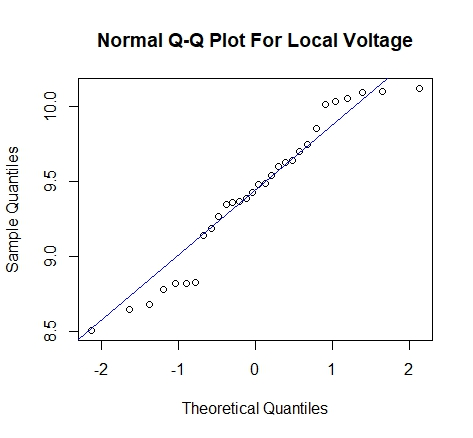 Normal Q-Q Plot For Local Voltage
Sample Quantiles
10.0
9.5
9.0
8.5
-2 -1 0 1 2
Theoretical Quantiles